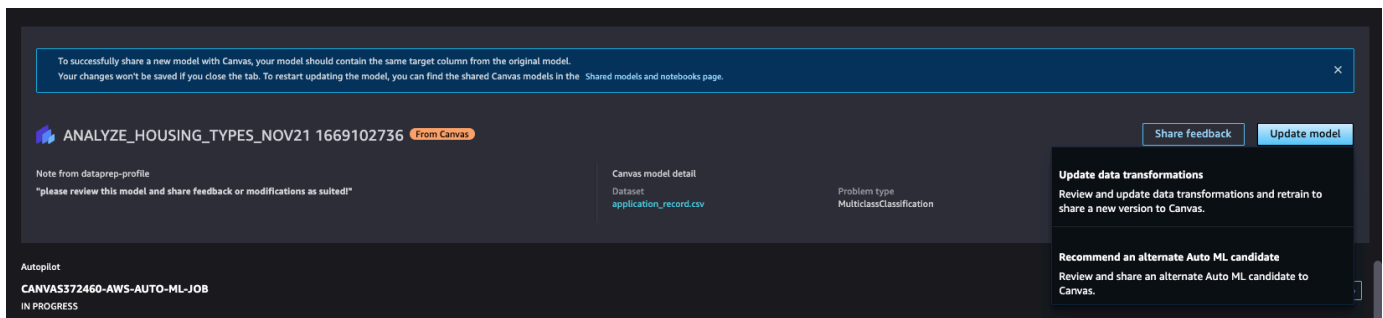 To successfully share a new model with Canvas, your model should contain the same target column from the original model.
Your changes won't be saved if you close the tab. To restart updating the model, you can find the shared Canvas models in the Shared models and notebooks page.
ANALYZE_HOUSING_TYPES_NOV21 1669102736 From Canvas
Share feedback
Update model
Note from dataprep-profile
"please review this model and share feedback or modifications as suited!"
Canvas model detail
Dataset
application_record.csv
Problem type
MulticlassClassification
Update data transformations
Review and update data transformations and retrain to
share a new version to Canvas.
Recommend an alternate Auto ML candidate
Review and share an alternate Auto ML candidate to
Canvas.
Autopilot
CANVAS372460-AWS-AUTO-ML-JOB
IN PROGRESS